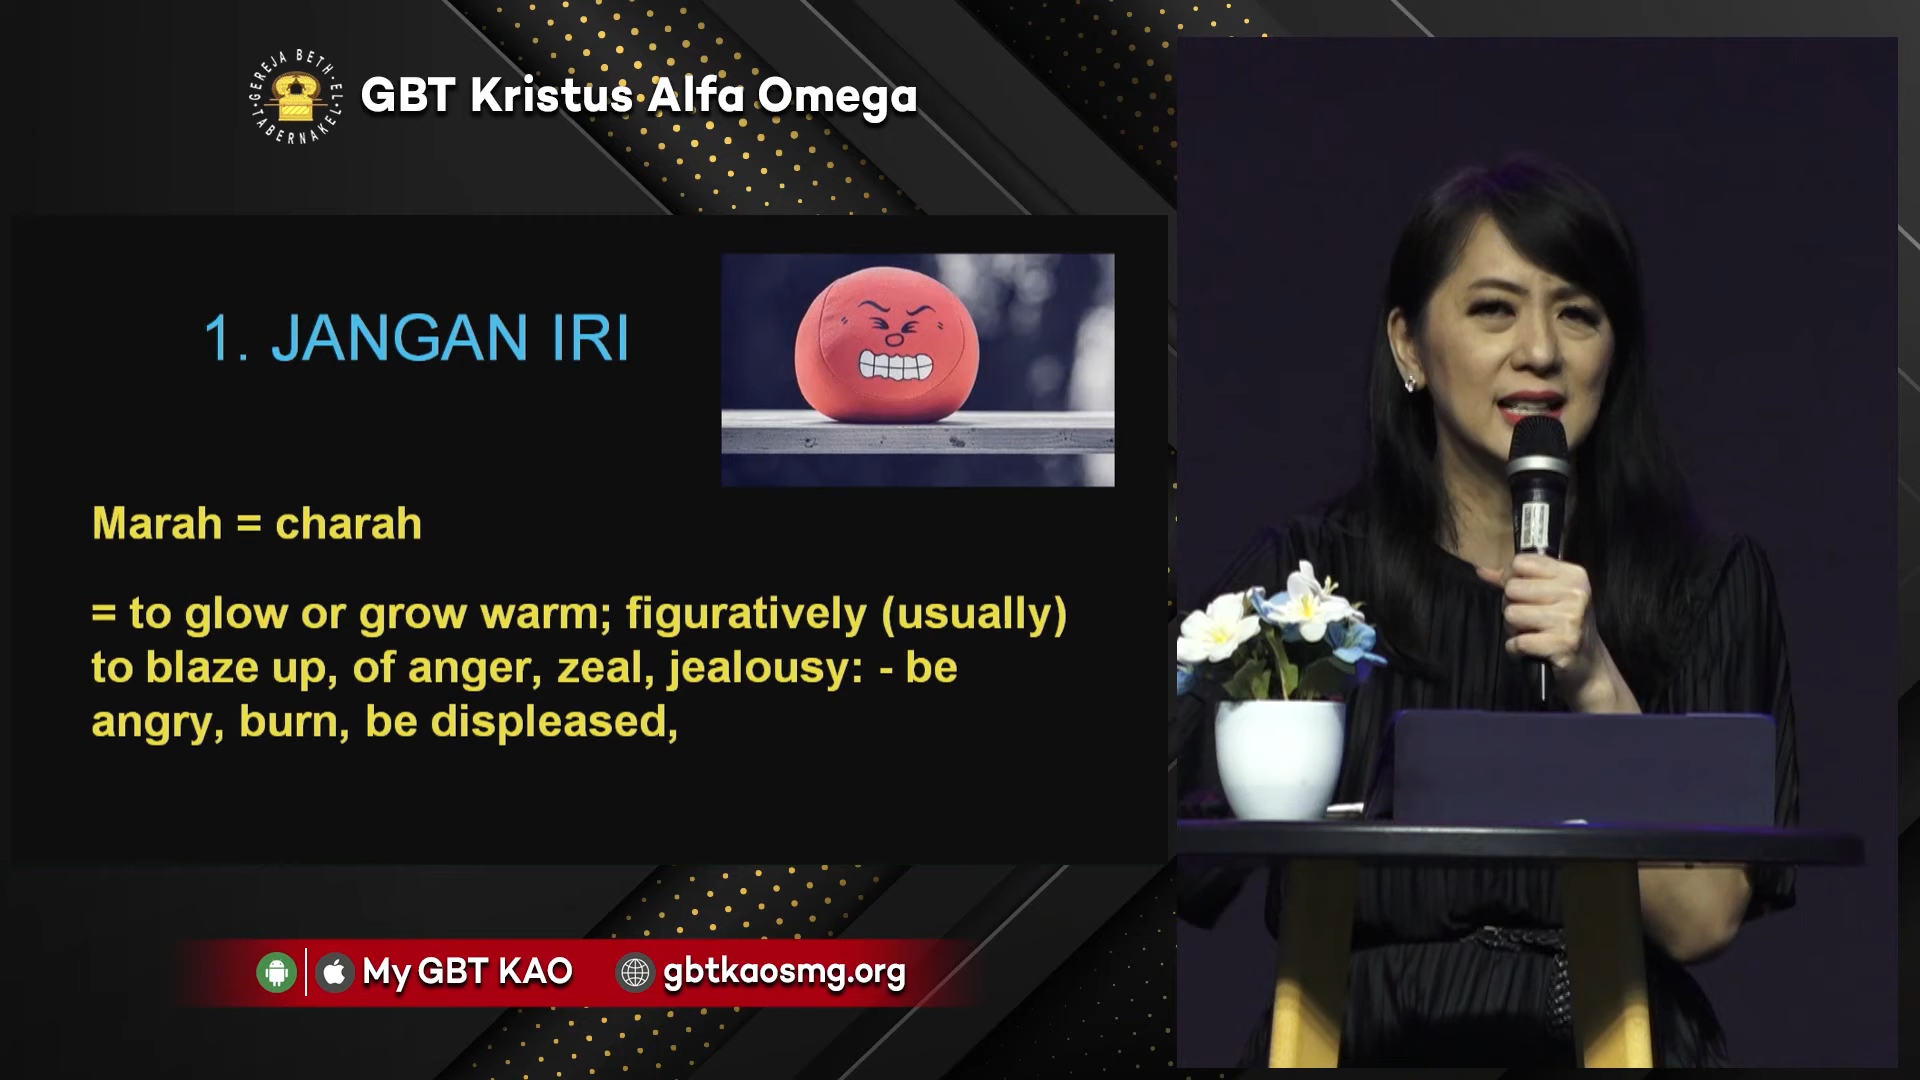 GEREJA BETH-EL
TABERNAKEL
GBT Kristus Alfa Omega
1. JANGAN IRI
Marah = charah
= to glow or grow warm; figuratively (usually)
to blaze up, of anger, zeal, jealousy: - be
angry, burn, be displeased,
My GBT KAO
gbtkaosmg.org